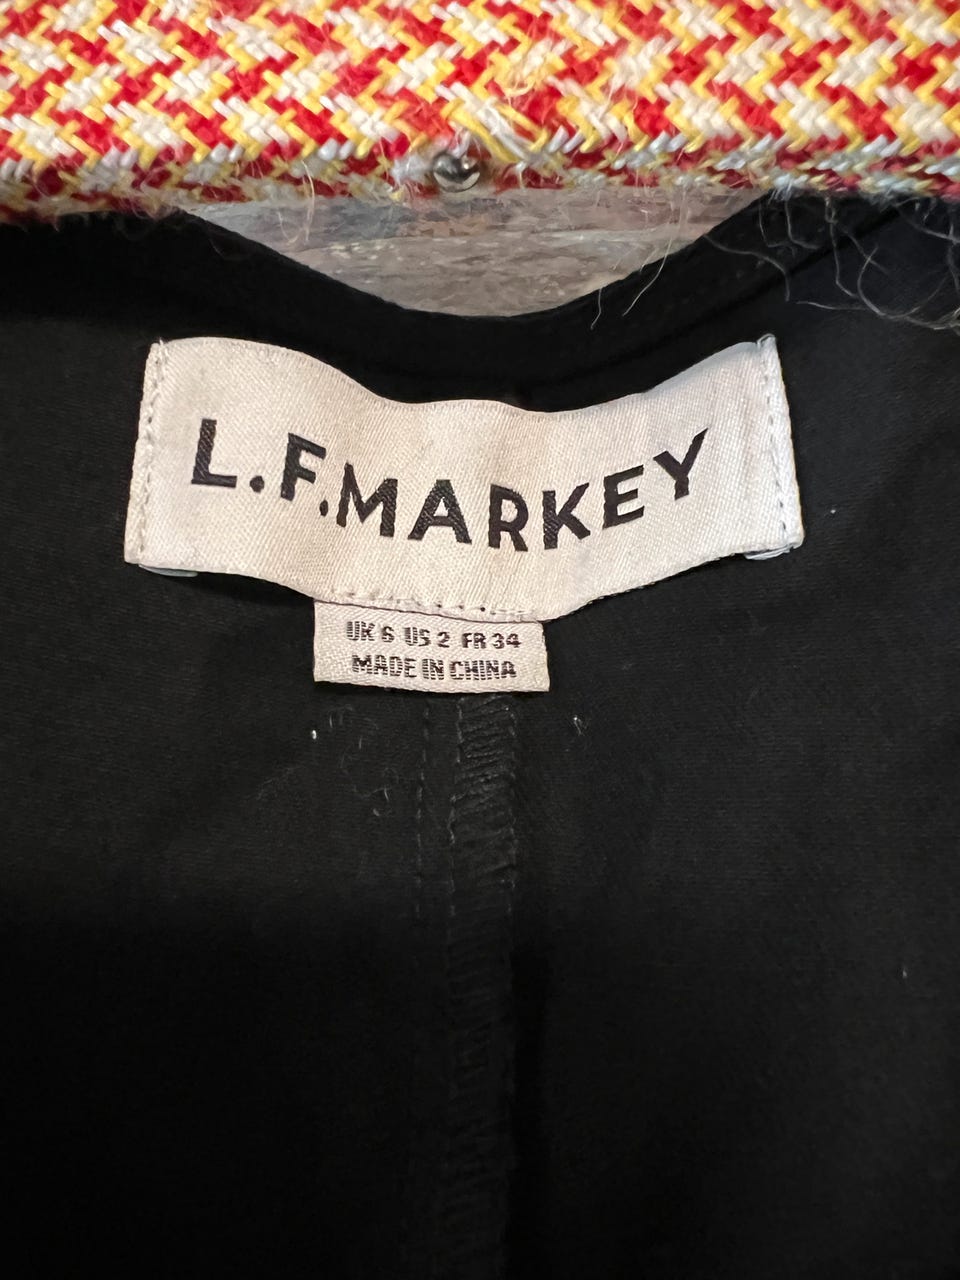 L.F.MARKEY
UK 6 US 2 FR 34
MADE IN CHINA